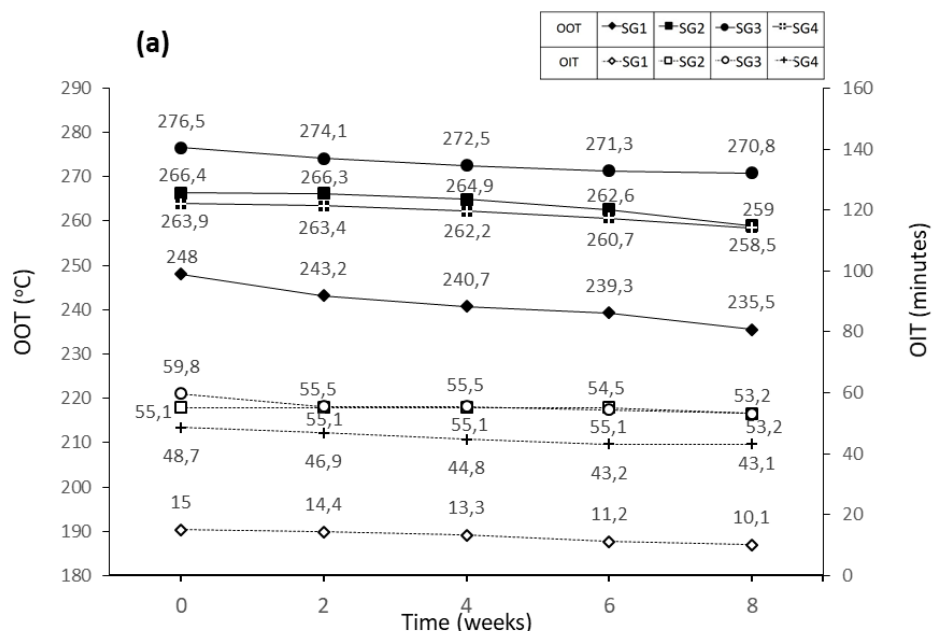 (a)
OOT SG1 SG2 SG3 SG4
OIT SG1 SG2 SG3 SG4
290
280
270
260
250
240
230
220
210
200
190
180
OOT (°C)
276,5 274,1 272,5 271,3 270,8
266,4 266,3 264,9 262,6 259
263,9 263,4 262,2 260,7 258,5
248 243,2 240,7 239,3 235,5
59,8 55,5 55,5 54,5 53,2
55,1 55,1 55,1 55,1 53,2
48,7 46,9 44,8 43,2 43,1
15 14,4 13,3 11,2 10,1
160
140
120
100
80
60
40
20
0
OIT (minutes)
0 2 4 6 8
Time (weeks)